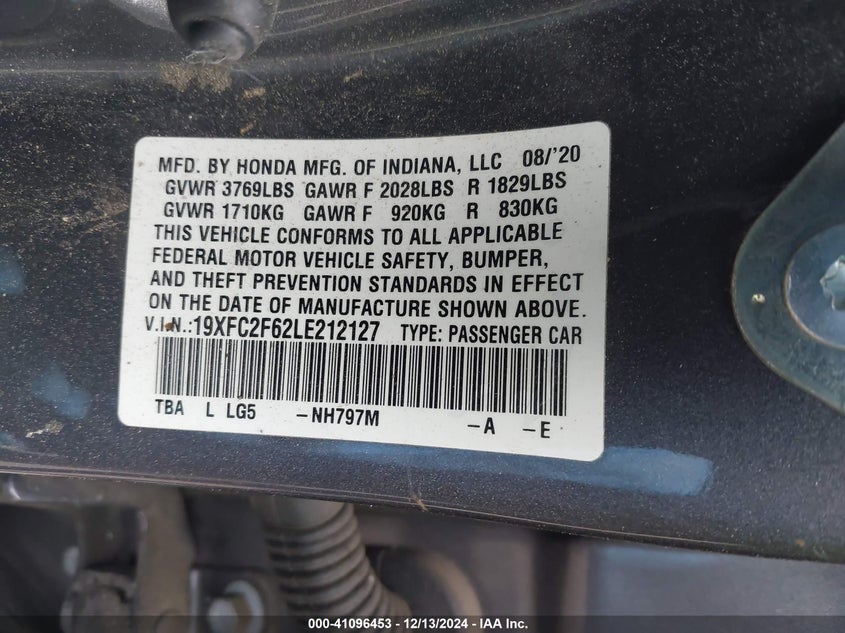 MFD. BY HONDA MFG. OF INDIANA, LLC 08/'20
GVWR 3769LBS GAWR F 2028LBS R 1829LBS
GVWR 1710KG GAWR F 920KG R 830KG
THIS VEHICLE CONFORMS TO ALL APPLICABLE
FEDERAL MOTOR VEHICLE SAFETY, BUMPER,
AND THEFT PREVENTION STANDARDS IN EFFECT
ON THE DATE OF MANUFACTURE SHOWN ABOVE.
V.I.N.:19XFC2F62LE212127 TYPE: PASSENGER CAR
TBA L LG5 –NH797M –A –E
000-41096453 - 12/13/2024 - IAA Inc.